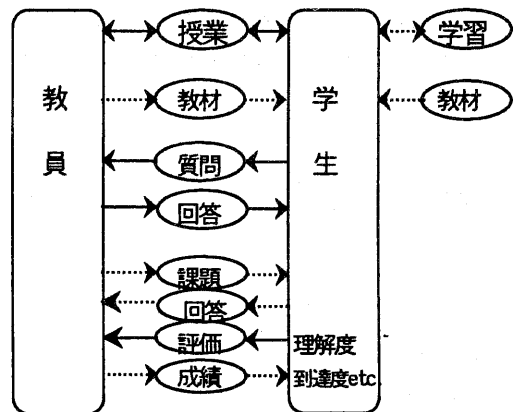 授業
学習
教員
教材
学生
教材
質問
回答
課題
回答
評価
理解度
成績
到達度etc.